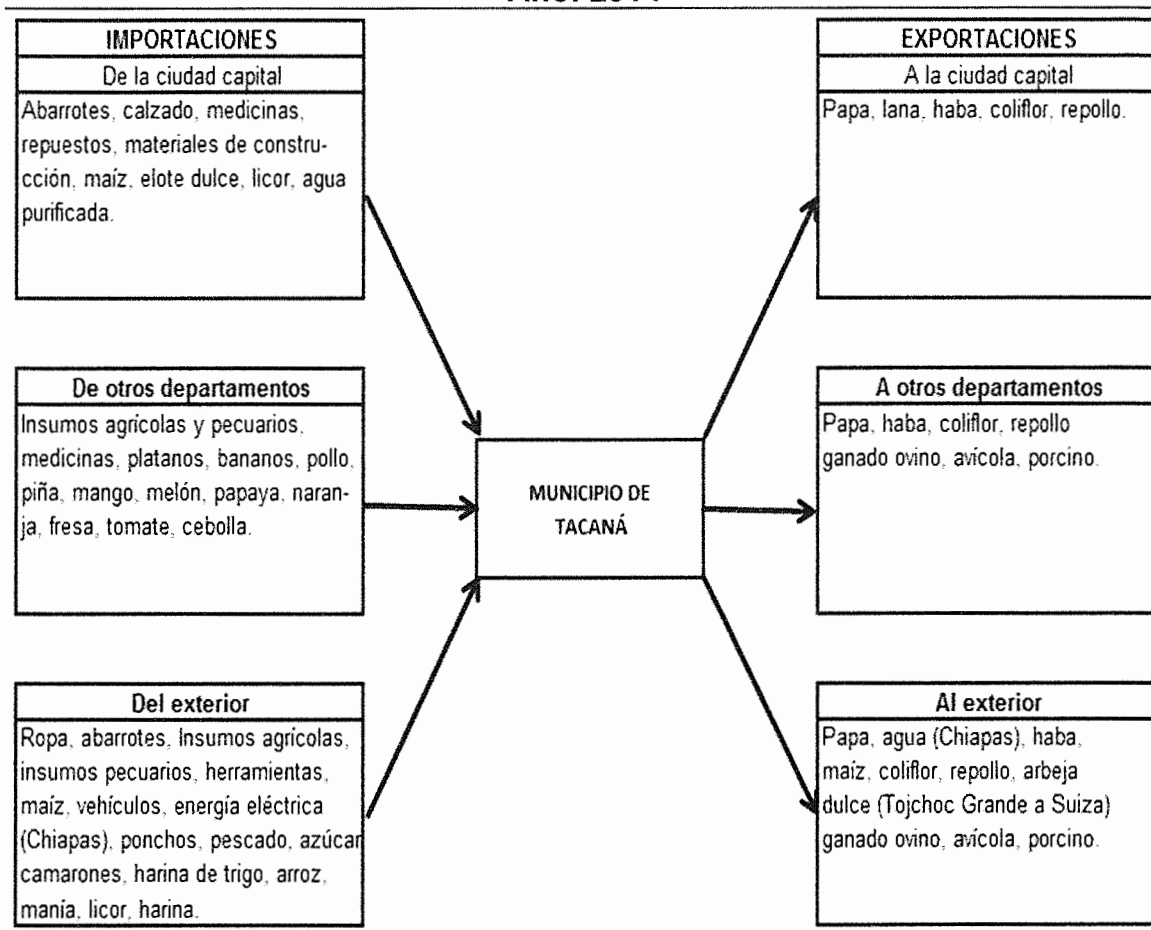 IMPORTACIONES
De la ciudad capital
Abarrotes, calzado, medicinas,
repuestos, materiales de constru-
cción, maíz, elote dulce, licor, agua
purificada.
De otros departamentos
Insumos agrícolas y pecuarios,
medicinas, platanos, bananos, pollo,
piña, mango, melón, papaya, naran-
ja, fresa, tomate, cebolla.
Del exterior
Ropa, abarrotes, Insumos agrícolas,
insumos pecuarios, herramientas,
maíz, vehículos, energía eléctrica
(Chiapas), ponchos, pescado, azúcar
camarones, harina de trigo, arroz,
manía, licor, harina.
MUNICIPIO DE
TACANÁ
EXPORTACIONES
A la ciudad capital
Papa, lana, haba, coliflor, repollo.
A otros departamentos
Papa, haba, coliflor, repollo
ganado ovino, avícola, porcino.
Al exterior
Papa, agua (Chiapas), haba,
maíz, coliflor, repollo, arbeja
dulce (Tojchoc Grande a Suiza)
ganado ovino, avícola, porcino.